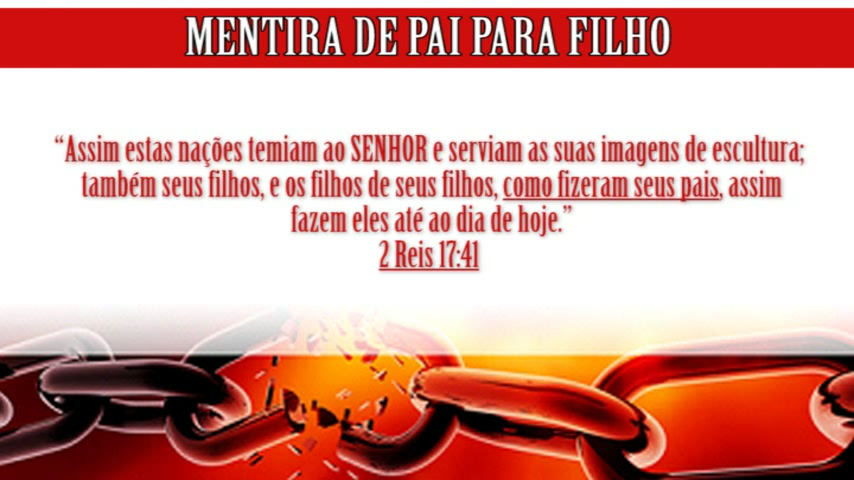 MENTIRA DE PAI PARA FILHO
“Assim estas nações temiam ao SENHOR e serviam as suas imagens de escultura;
também seus filhos, e os filhos de seus filhos, como fizeram seus pais, assim
fazem eles até ao dia de hoje.”
2 Reis 17:41